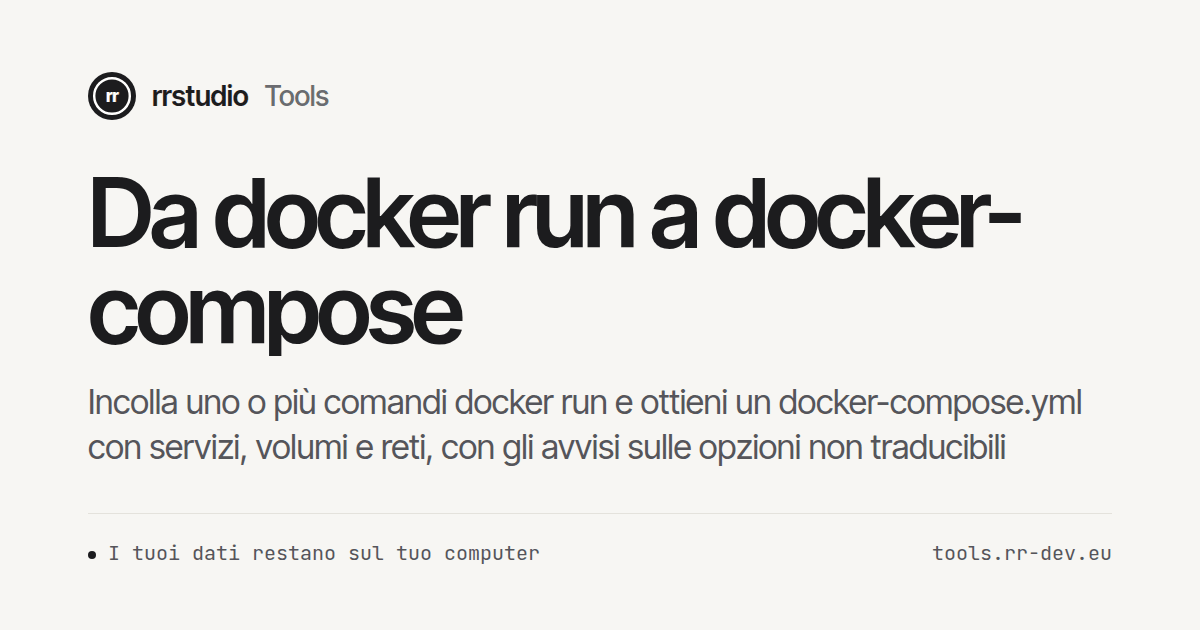 rr rrstudio Tools
Da docker run a docker-
compose
Incolla uno o più comandi docker run e ottieni un docker-compose.yml
con servizi, volumi e reti, con gli avvisi sulle opzioni non traducibili
I tuoi dati restano sul tuo computer
tools.rr-dev.eu